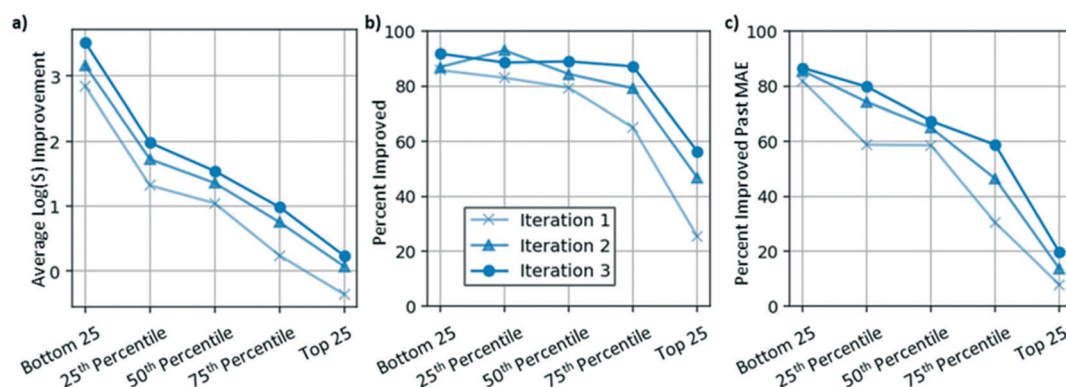 a)
Average Log(S) Improvement
3
2
1
0
Bottom 25
25th Percentile
50th Percentile
75th Percentile
Top 25
b)
Percent Improved
100
80
60
40
20
0
Iteration 1
Iteration 2
Iteration 3
Bottom 25
25th Percentile
50th Percentile
75th Percentile
Top 25
c)
Percent Improved Past MAE
100
80
60
40
20
0
Bottom 25
25th Percentile
50th Percentile
75th Percentile
Top 25